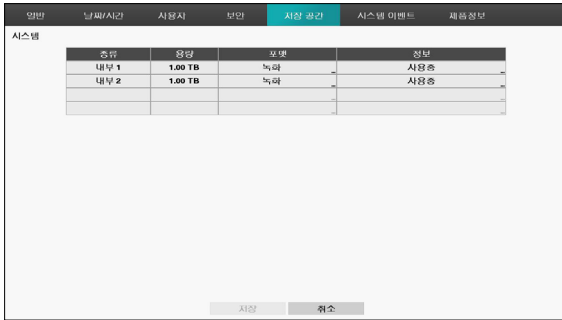 일반 날짜/시간 사용자 보안 저장 공간 시스템 이벤트 제품정보
시스템
종류 용량 포맷 정보
내부 1 1.00 TB 녹화 사용중
내부 2 1.00 TB 녹화 사용중
저장 취소